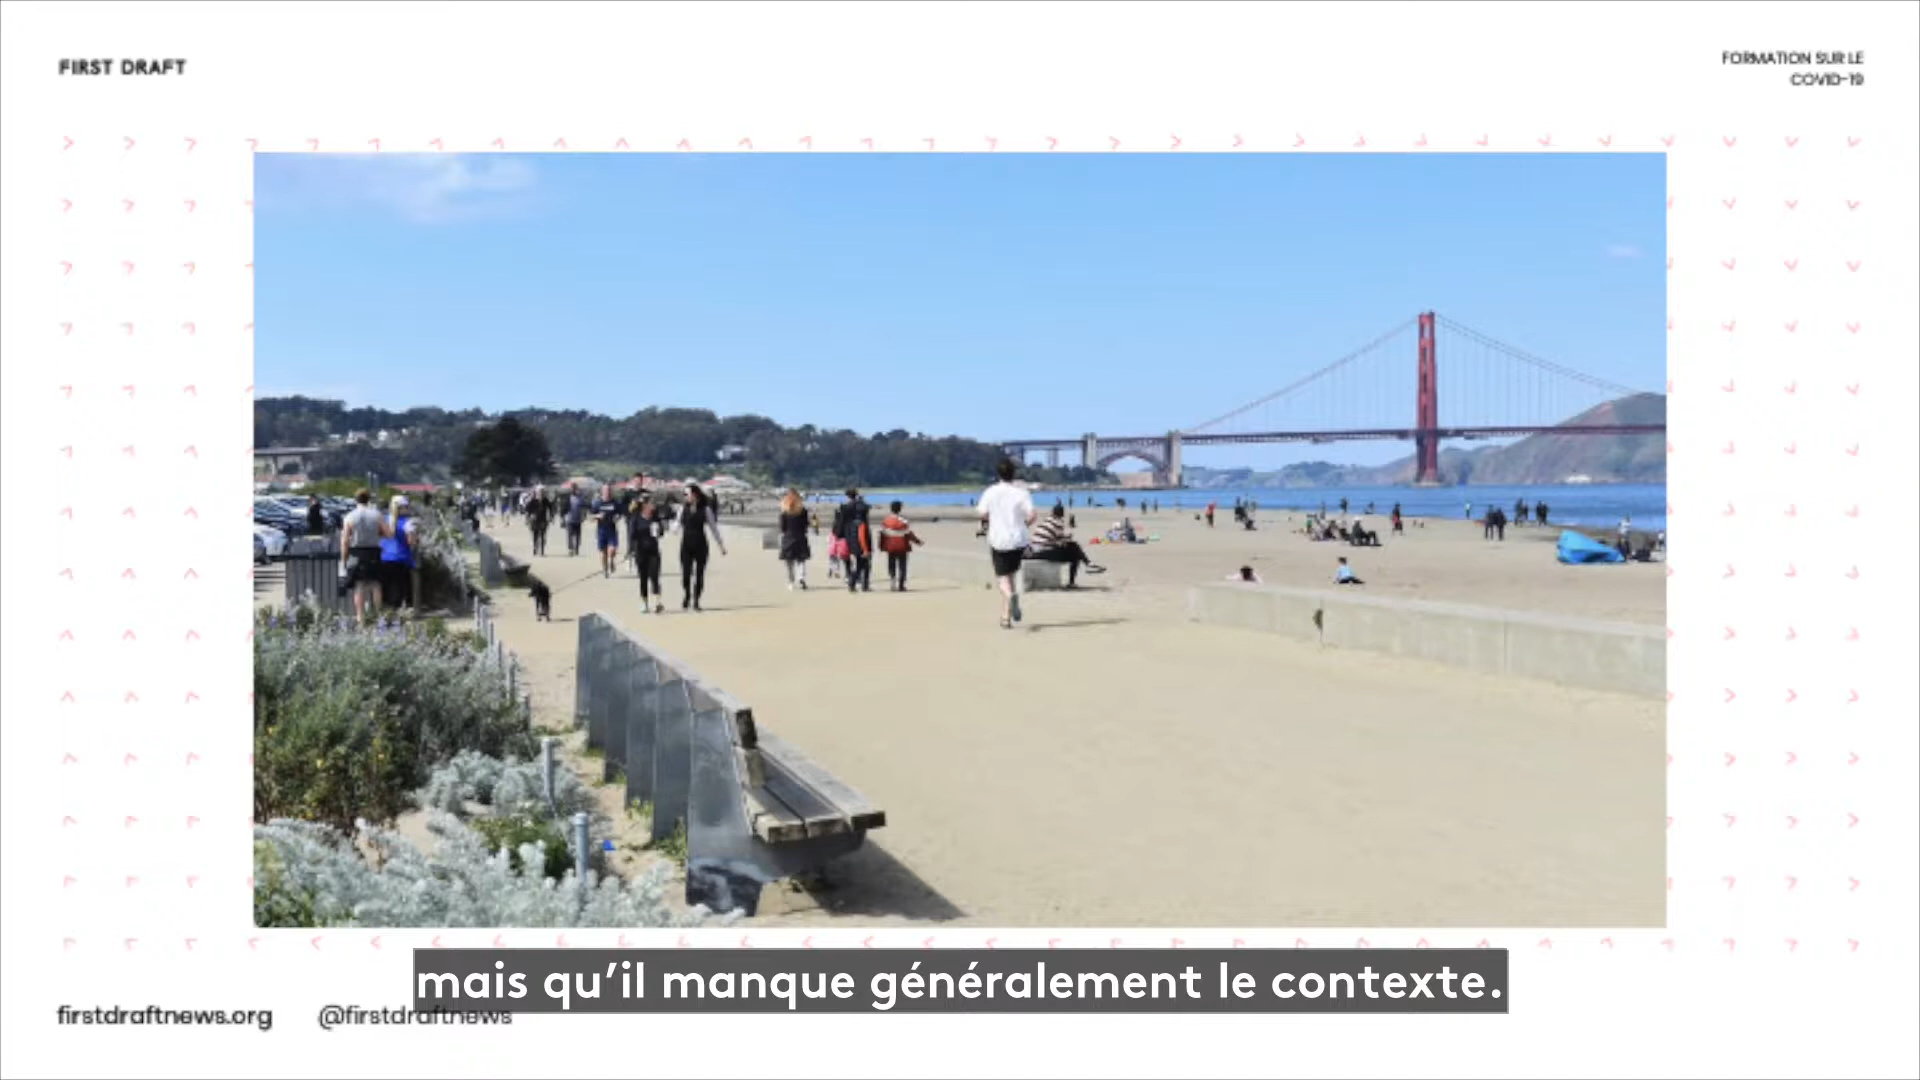 FIRST DRAFT
FORMATION SUR LE
COVID-19
mais qu’il manque généralement le contexte.
firstdraftnews.org
@firstdraftnews